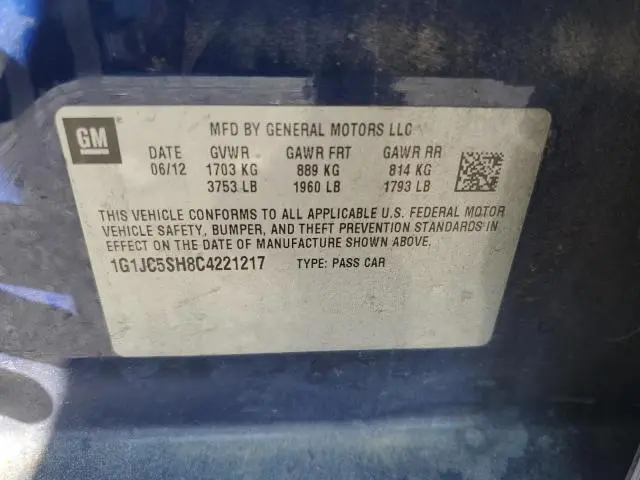 GM
MFD BY GENERAL MOTORS LLC
DATE GVWR GAWR FRT GAWR RR
06/12 1703 KG 889 KG 814 KG
3753 LB 1960 LB 1793 LB
THIS VEHICLE CONFORMS TO ALL APPLICABLE U.S. FEDERAL MOTOR
VEHICLE SAFETY, BUMPER, AND THEFT PREVENTION STANDARDS IN
EFFECT ON THE DATE OF MANUFACTURE SHOWN ABOVE.
1G1JC5SH8C4221217 TYPE: PASS CAR